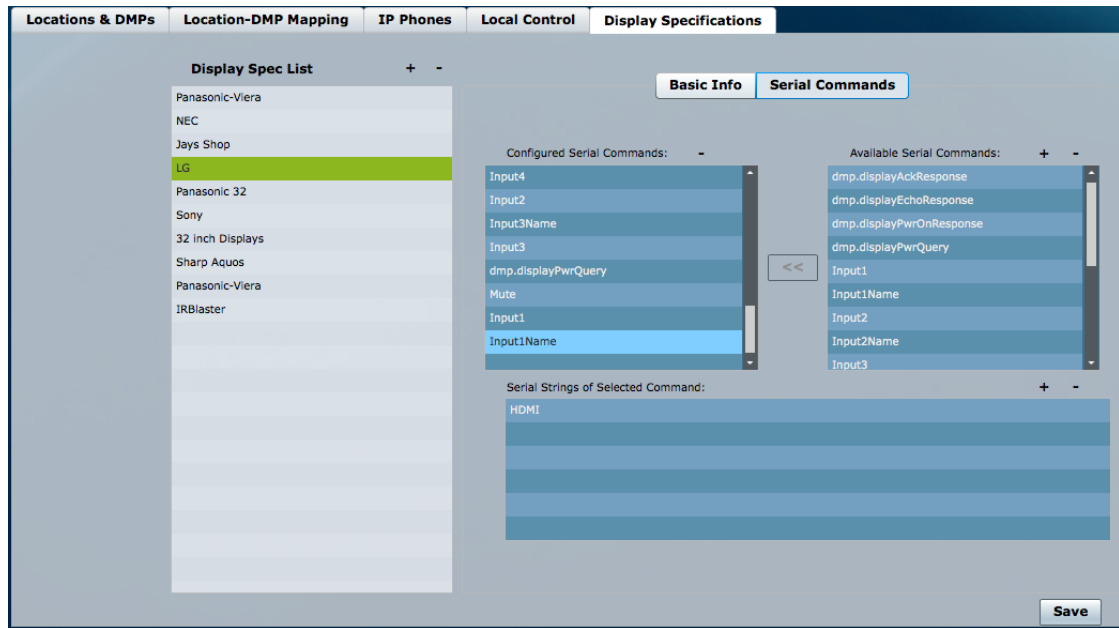 Locations & DMPs
Location-DMP Mapping
IP Phones
Local Control
Display Specifications
Display Spec List + -
Panasonic-Viera
NEC
Jays Shop
LG
Panasonic 32
Sony
32 inch Displays
Sharp Aquos
Panasonic-Viera
IRBlaster
Basic Info
Serial Commands
Configured Serial Commands: -
Input4
Input2
Input3Name
Input3
dmp.displayPwrQuery
Mute
Input1
Input1Name
<<
Available Serial Commands: + -
dmp.displayAckResponse
dmp.displayEchoResponse
dmp.displayPwrOnResponse
dmp.displayPwrQuery
Input1
Input1Name
Input2
Input2Name
Input3
Serial Strings of Selected Command: + -
HDMI
Save